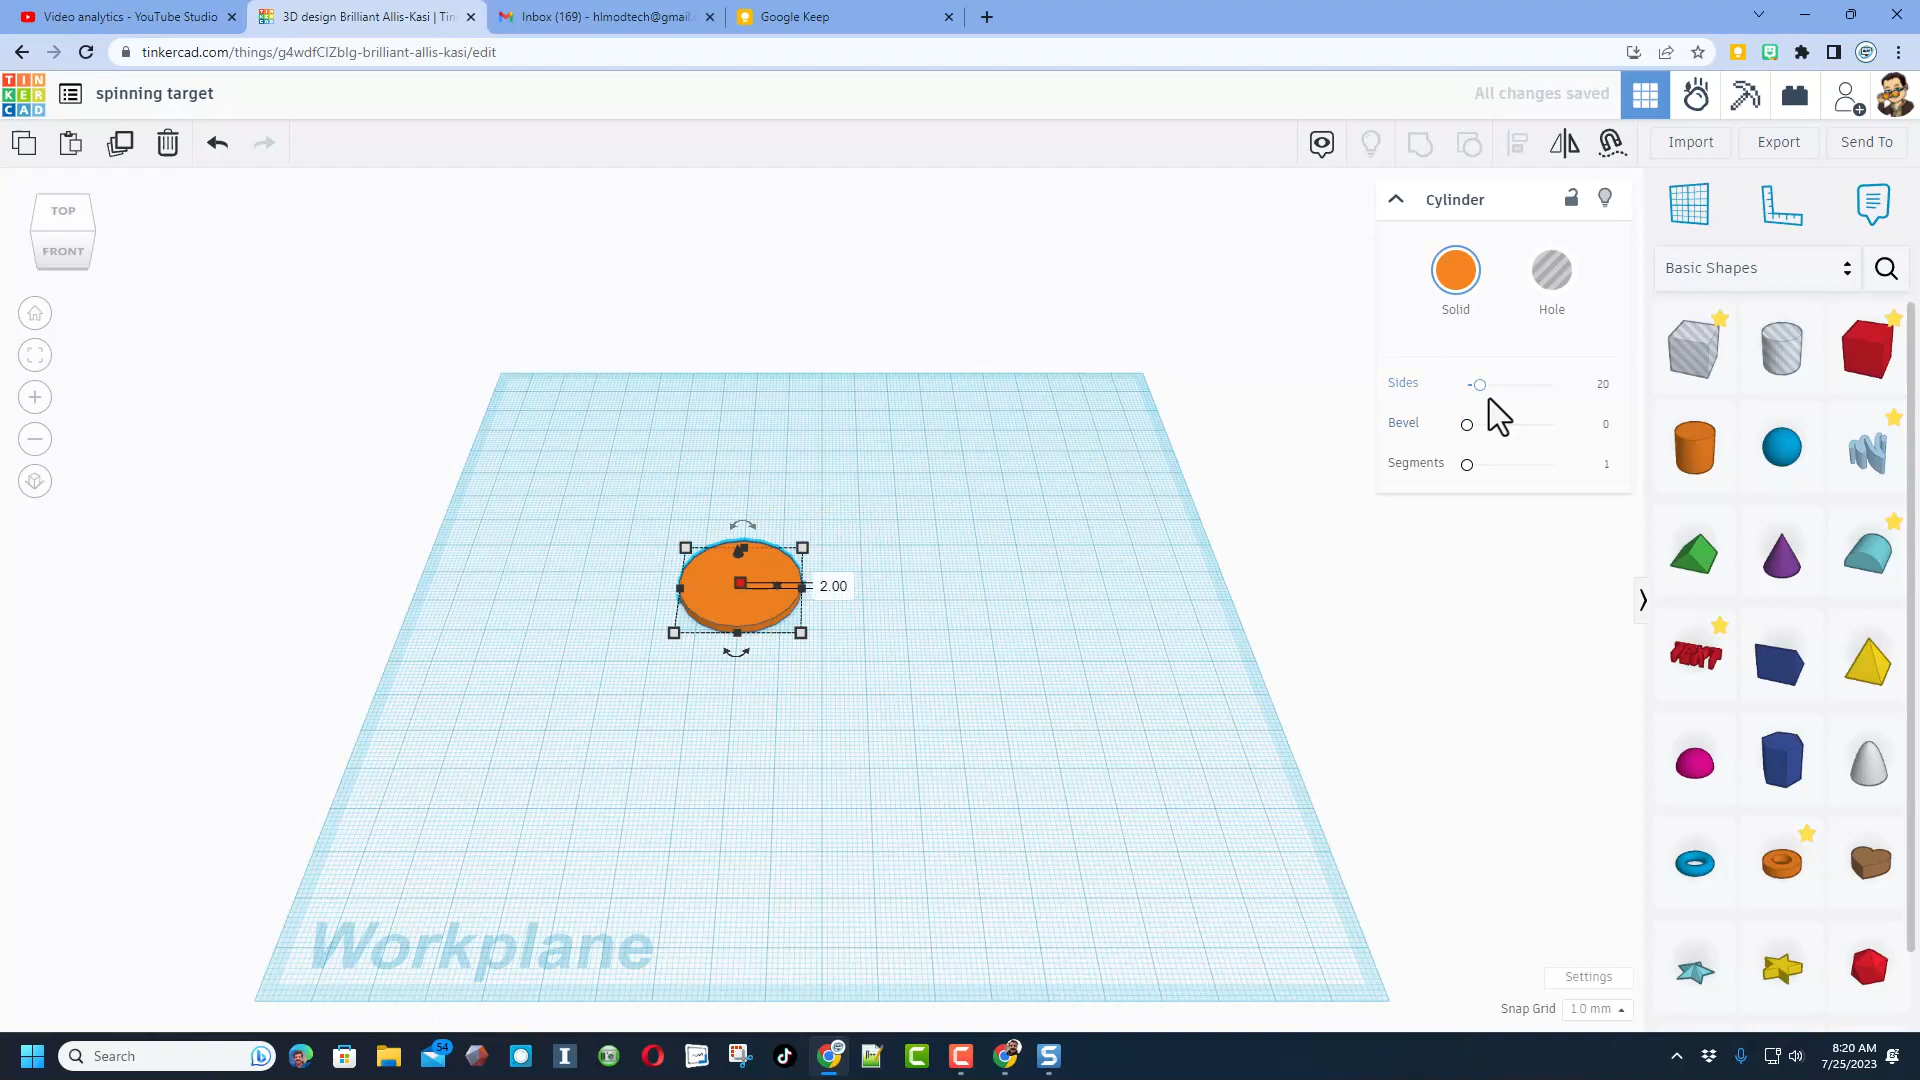 Video analytics - YouTube Studio
3D design Brilliant Allis-Kasi | Tin
Inbox (169) - hlmodtech@gmail.
Google Keep
tinkercad.com/things/g4wdfClZblg-brilliant-allis-kasi/edit
TIN
KER
CAD
spinning target
All changes saved
Import
Export
Send To
TOP
FRONT
Cylinder
Solid
Hole
Sides
20
Bevel
0
Segments
1
Basic Shapes
TEXT
2.00
Workplane
Settings
Snap Grid
1.0 mm
Search
54
8:20 AM
7/25/2023